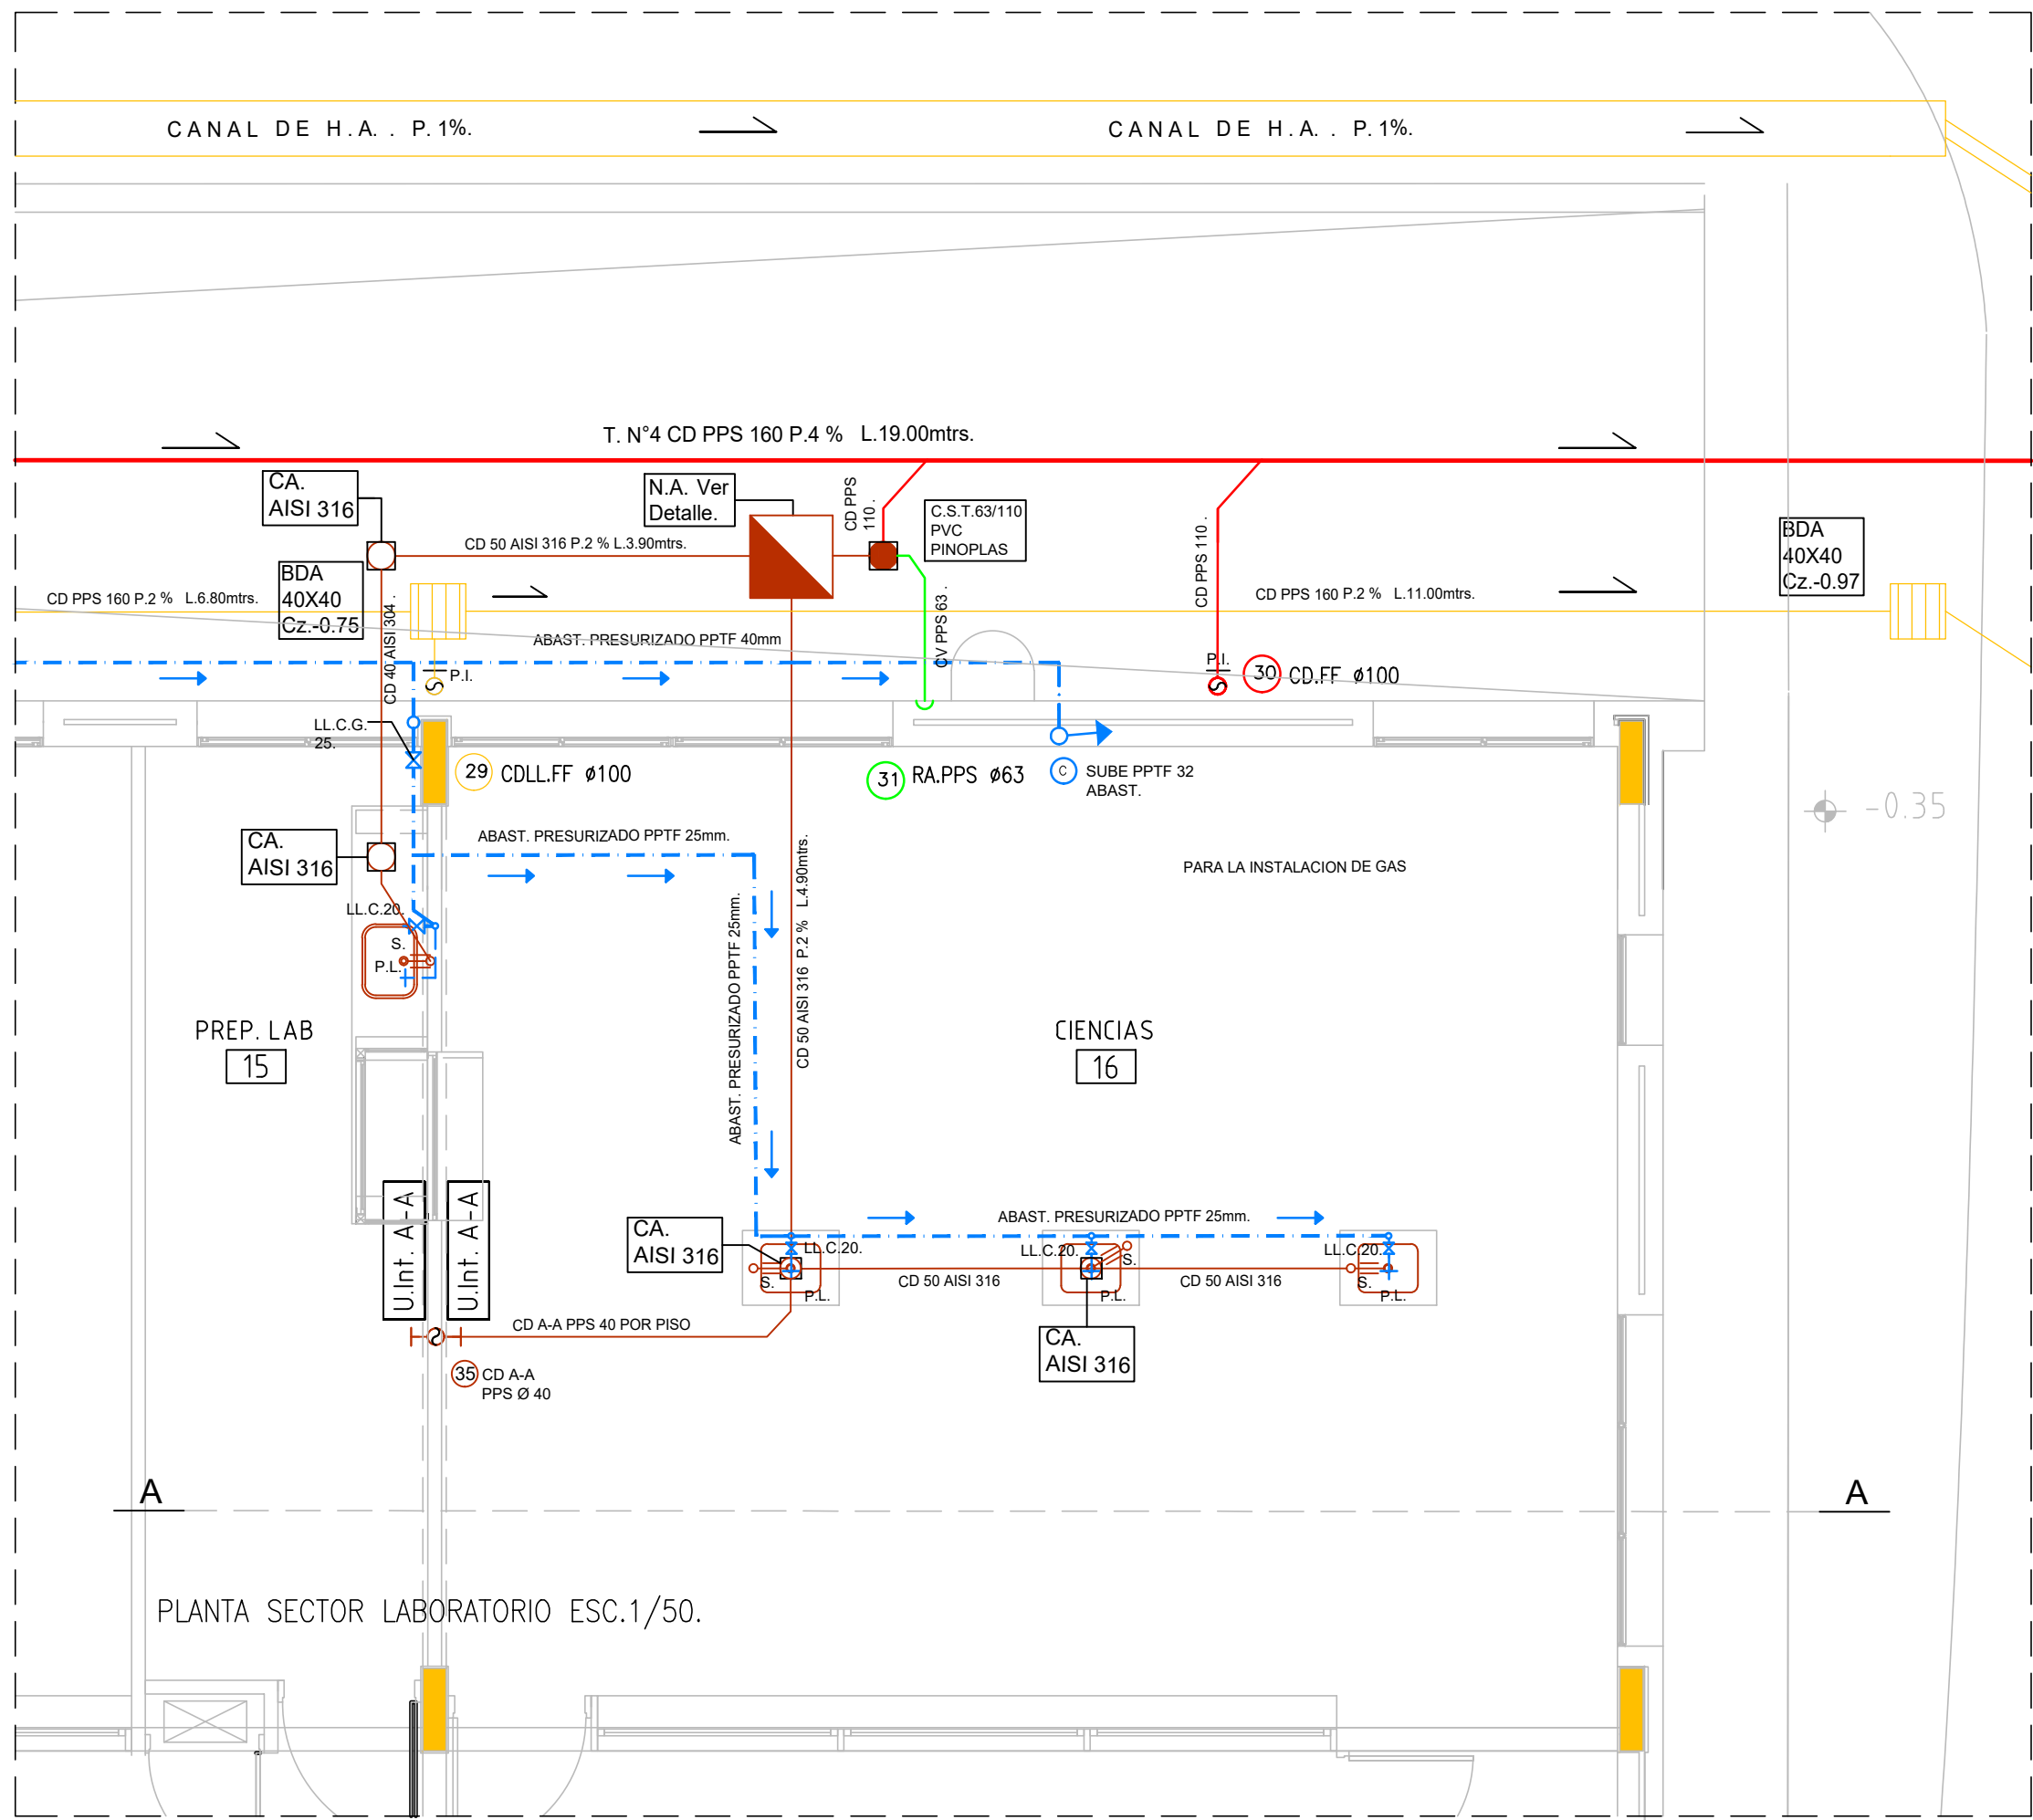 CANAL DE H.A. . P. 1%.
CANAL DE H.A. . P. 1%.
T. N°4 CD PPS 160 P.4 % L.19.00mtrs.
CA.
AISI 316
N.A. Ver
Detalle.
CD PPS
110 .
C.S.T.63/110
PVC
PINOPLAS
CD PPS 110 .
BDA
40X40
Cz.-0.97
CD 50 AISI 316 P.2 % L.3.90mtrs.
BDA
40X40
Cz.-0.75
CD PPS 160 P.2 % L.6.80mtrs.
CD PPS 160 P.2 % L.11.00mtrs.
CD 40 AISI 304 .
ABAST. PRESURIZADO PPTF 40mm
CV PPS 63 .
P.I.
P.I.
30 CD.FF ø100
LL.C.G.
25.
29 CDLL.FF ø100
31 RA.PPS ø63
C SUBE PPTF 32
ABAST.
-0.35
CA.
AISI 316
ABAST. PRESURIZADO PPTF 25mm.
PARA LA INSTALACION DE GAS
LL.C.20.
S.
P.L.
ABAST. PRESURIZADO PPTF 25mm.
CD 50 AISI 316 P.2 % L.4.90mtrs.
PREP. LAB
15
CIENCIAS
16
U.Int. A-A
U.Int. A-A
CA.
AISI 316
ABAST. PRESURIZADO PPTF 25mm.
LL.C.20.
LL.C.20.
LL.C.20.
S.
P.L.
CD 50 AISI 316
S.
P.L.
CD 50 AISI 316
S.
P.L.
CD A-A PPS 40 POR PISO
CA.
AISI 316
35 CD A-A
PPS Ø 40
A
A
PLANTA SECTOR LABORATORIO ESC.1/50.